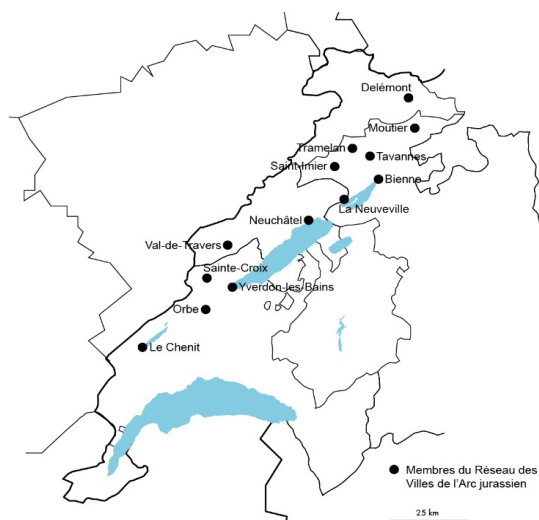 Delémont
Moutier
Tramelan
Tavannes
Saint-Imier
Bienne
La Neuveville
Neuchâtel
Val-de-Travers
Sainte-Croix
Yverdon-les-Bains
Orbe
Le Chenit
Membres du Réseau des
Villes de l'Arc jurassien
25 km